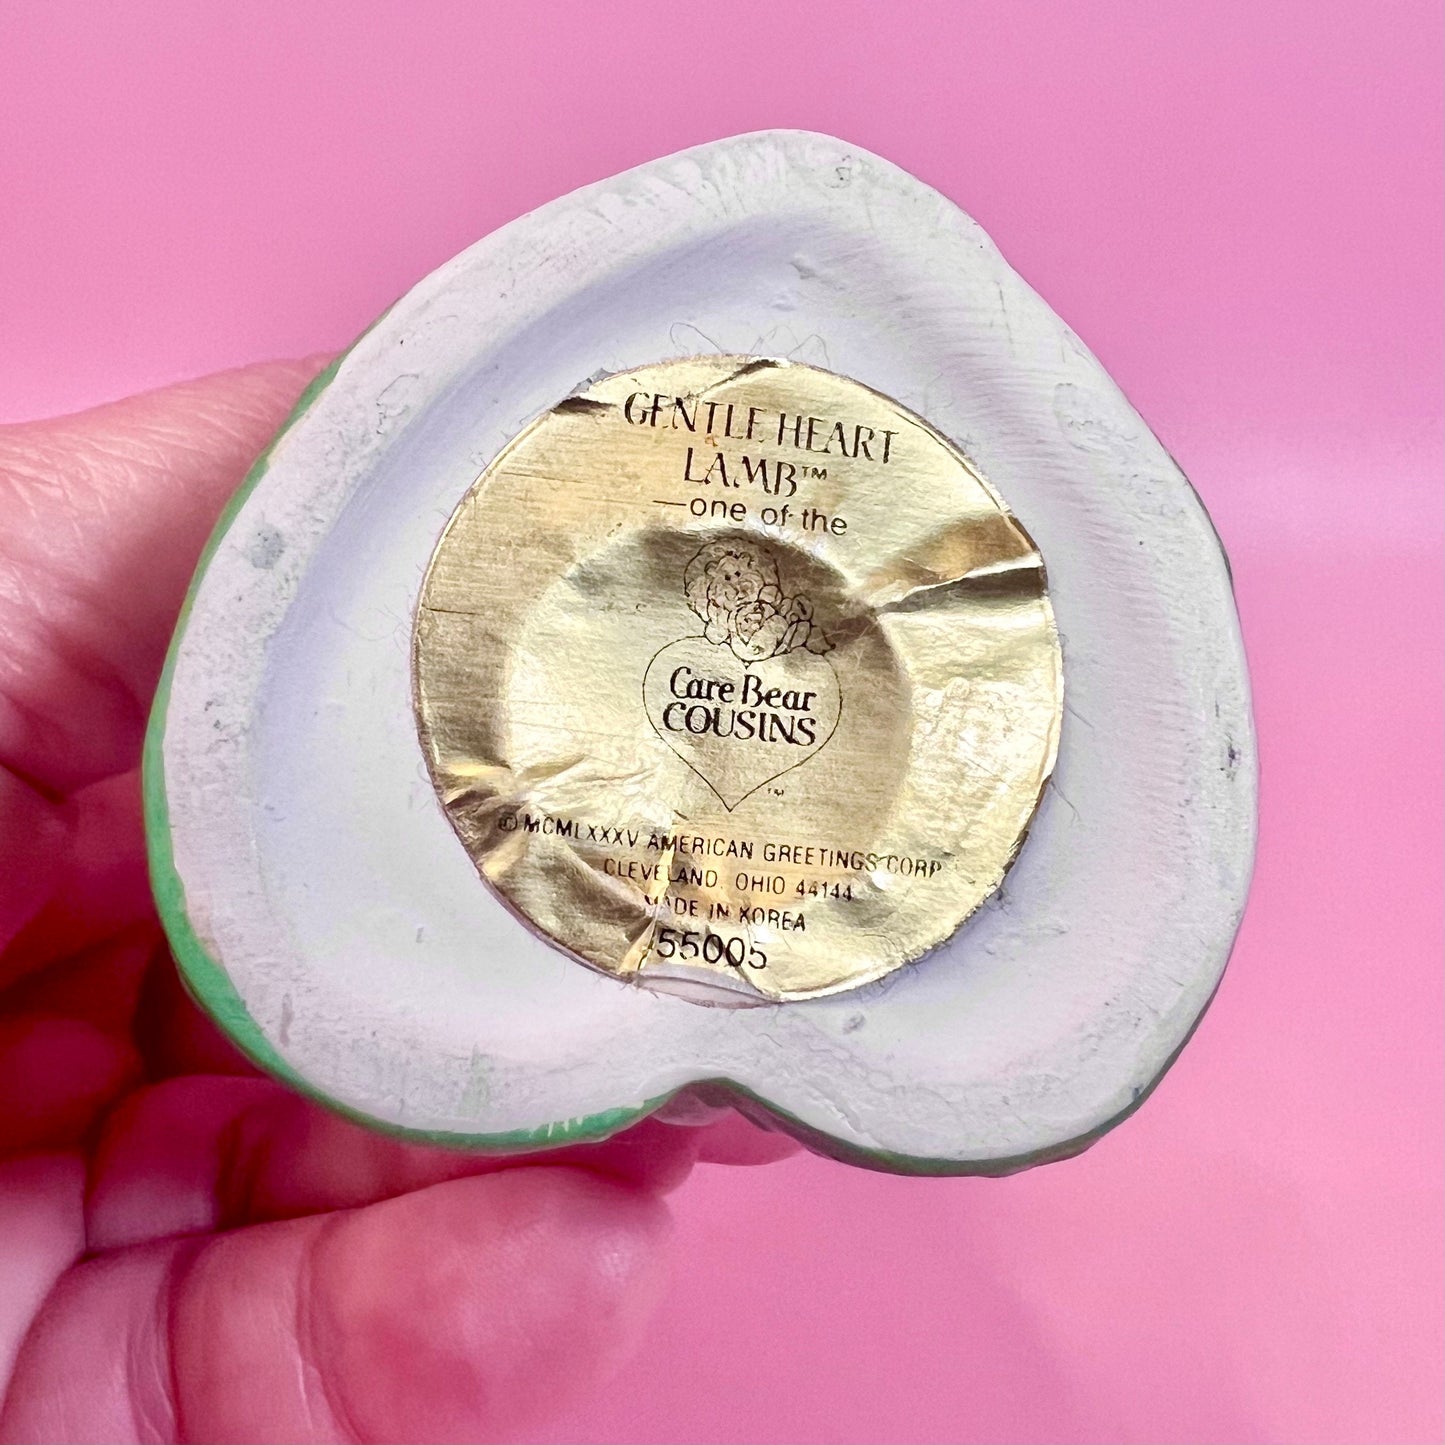 GENTLE HEART
LAMB™
—one of the
Care Bear
COUSINS
™
© MCMLXXXV AMERICAN GREETINGS CORP
CLEVELAND, OHIO 44144
MADE IN KOREA
55005